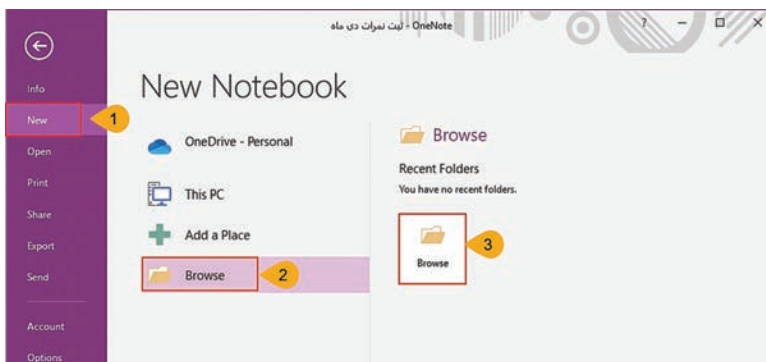 ثبت نمرات دی ماه - OneNote
?
Info
New
1
Open
Print
Share
Export
Send
Account
Options
New Notebook
OneDrive - Personal
This PC
Add a Place
Browse
2
Browse
Recent Folders
You have no recent folders.
Browse
3